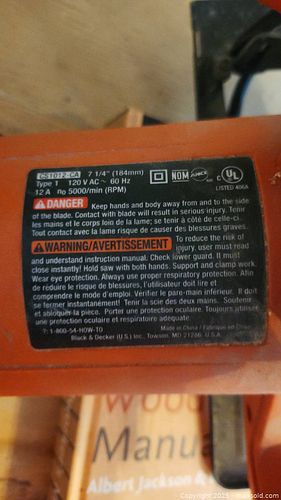 CS1012-CA 7 1/4" (184mm)
Type 1 120 V AC ~ 60 Hz
12 A no 5000/min (RPM)
NOM ANCE
UL
LISTED 406A
DANGER Keep hands and body away from and to the side
of the blade. Contact with blade will result in serious injury. Tenir
les mains et le corps loin de la lame; se tenir à côté de celle-ci.
Tout contact avec la lame risque de causer des blessures graves.
WARNING/AVERTISSEMENT To reduce the risk of
injury, user must read
and understand instruction manual. Check lower guard. It must
close instantly! Hold saw with both hands. Support and clamp work.
Wear eye protection. Always use proper respiratory protection. Afin
de réduire le risque de blessures, l'utilisateur doit lire et
comprendre le mode d'emploi. Vérifier le pare-main inférieur. Il doit
se fermer instantanément! Tenir la scie des deux mains. Soutenir
et abloquer la pièce. Porter une protection oculaire. Toujours utiliser
une protection oculaire et respiratoire adéquate.
?: 1-800-54-HOW-TO
Made in China / Fabriqué en Chine
Black & Decker (U.S.) Inc., Towson, MD 21286 U.S.A.
Manua
Albert Jackson &
Copyright 2025 - maxsold.com